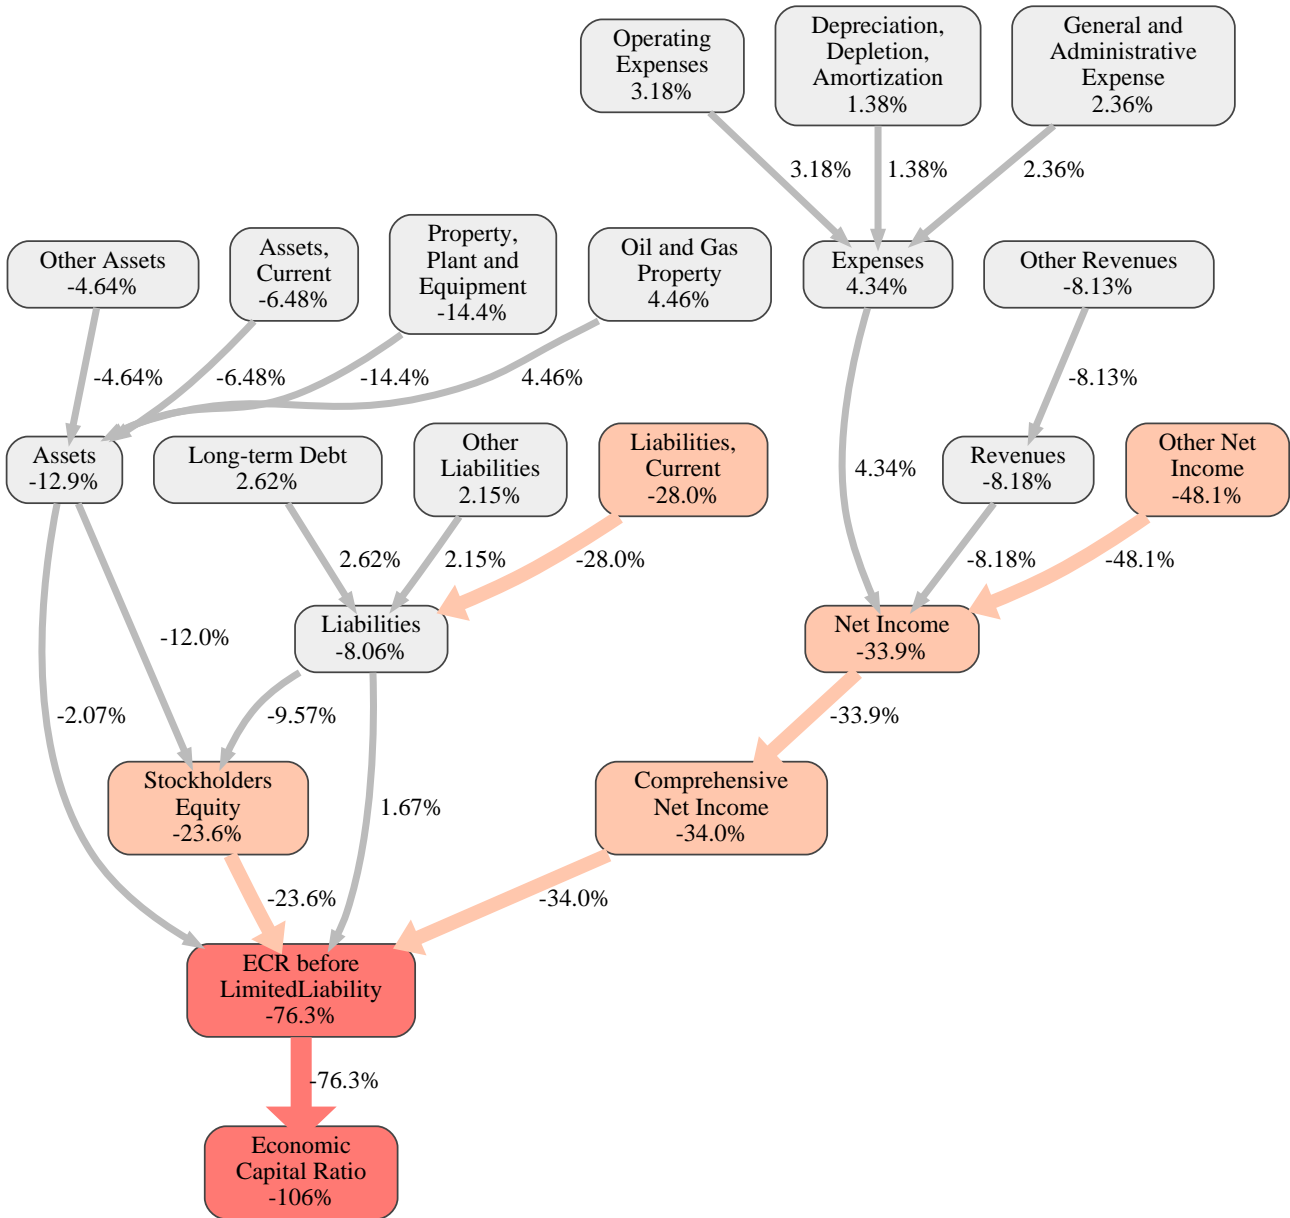 Operating
Expenses
3.18%
Depreciation,
Depletion,
Amortization
1.38%
General and
Administrative
Expense
2.36%
3.18%
1.38%
2.36%
Other Assets
-4.64%
Assets,
Current
-6.48%
Property,
Plant and
Equipment
-14.4%
Oil and Gas
Property
4.46%
Expenses
4.34%
Other Revenues
-8.13%
-4.64%
-6.48%
-14.4%
4.46%
-8.13%
Assets
-12.9%
Long-term Debt
2.62%
Other
Liabilities
2.15%
Liabilities,
Current
-28.0%
4.34%
Revenues
-8.18%
Other Net
Income
-48.1%
2.62%
2.15%
-28.0%
-8.18%
-48.1%
-12.0%
Liabilities
-8.06%
Net Income
-33.9%
-2.07%
-9.57%
-33.9%
Stockholders
Equity
-23.6%
1.67%
Comprehensive
Net Income
-34.0%
-23.6%
-34.0%
ECR before
LimitedLiability
-76.3%
-76.3%
Economic
Capital Ratio
-106%